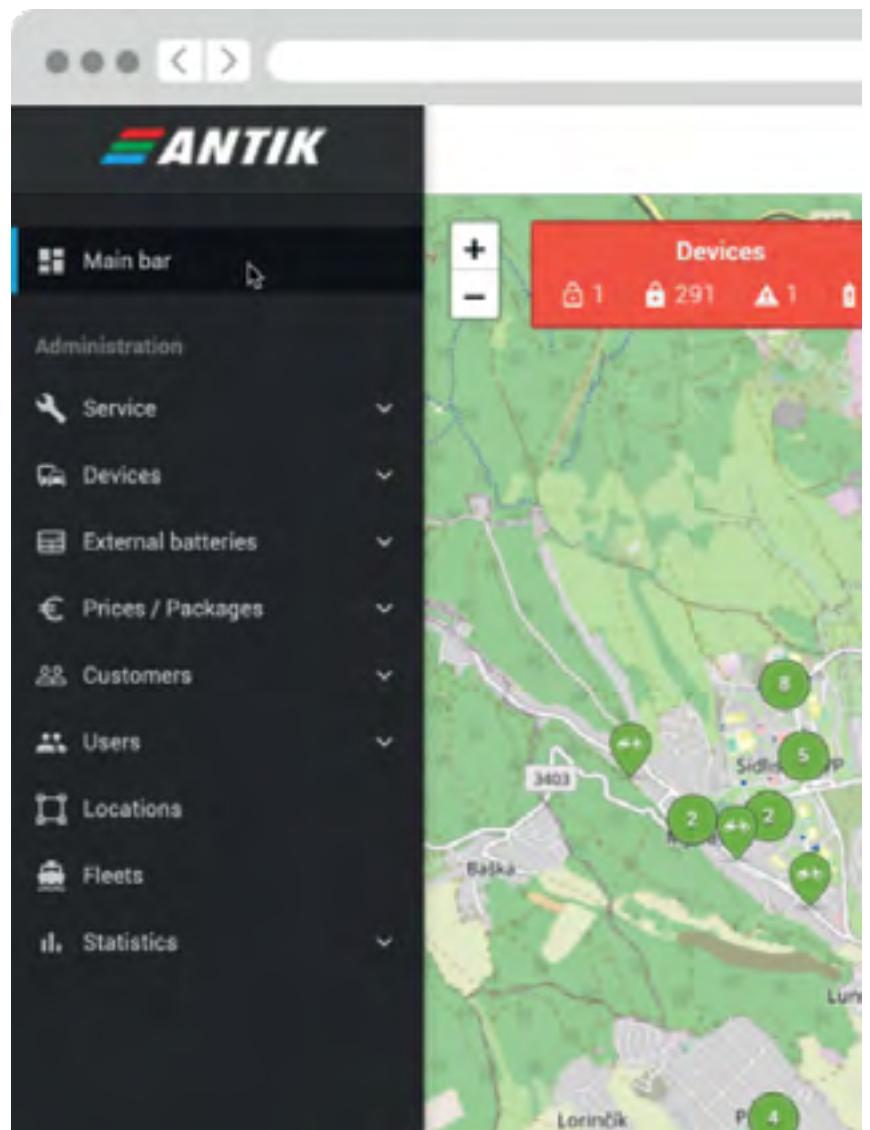 ANTIK
Main bar
Administration
Service
Devices
External batteries
Prices / Packages
Customers
Users
Locations
Fleets
Statistics
+
−
Devices
1 291 1
8
5
3403
2
2
Baška
Lorinčík
4